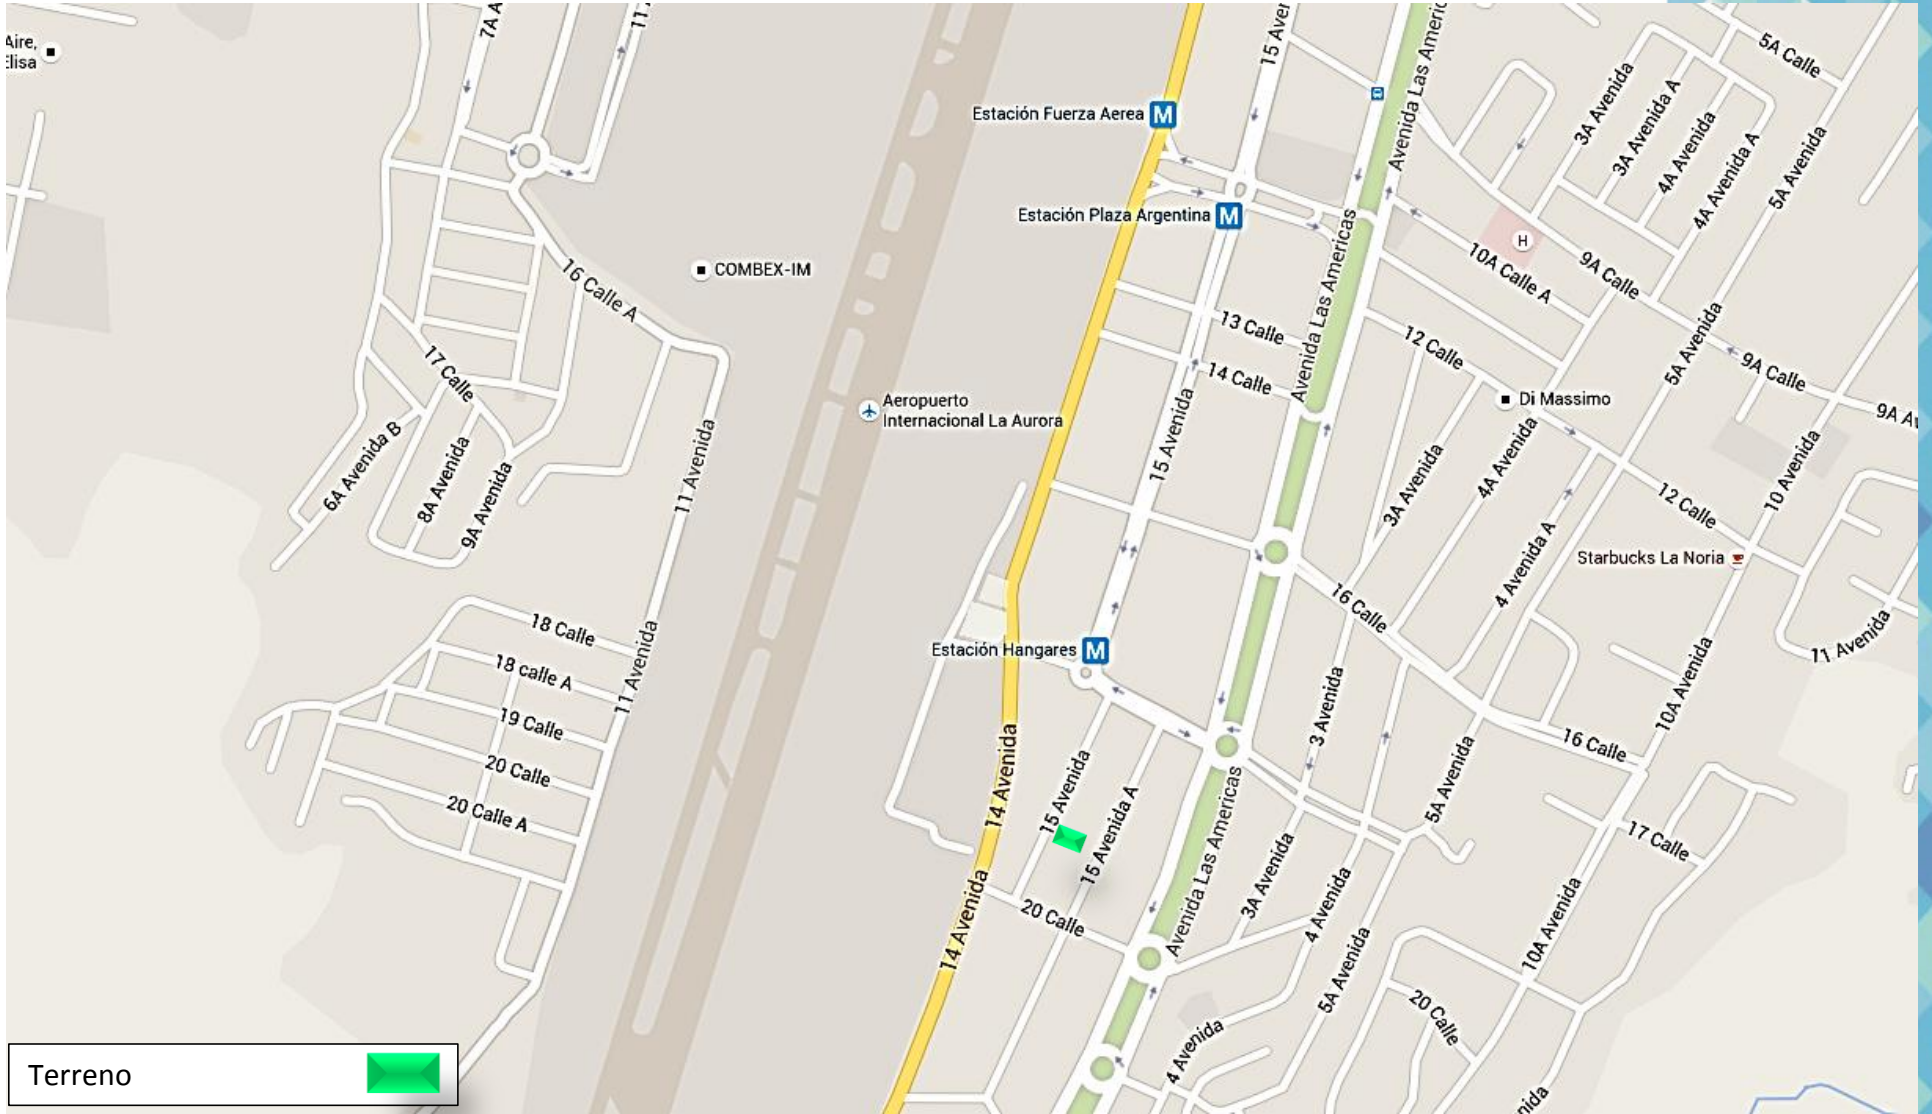 Aire,
Elisa
7A A
11
15 Aver
Avenida Las Americ
5A Calle
3A Avenida
3A Avenida A
4A Avenida
4A Avenida A
5A Avenida
Estación Fuerza Aerea M
Estación Plaza Argentina M
H
10A Calle A
9A Calle
COMBEX-IM
16 Calle A
Avenida Las Americas
13 Calle
12 Calle
5A Avenida
9A Calle
17 Calle
14 Calle
Di Massimo
9A Av
Aeropuerto
Internacional La Aurora
15 Avenida
6A Avenida B
8A Avenida
9A Avenida
11 Avenida
3A Avenida
4A Avenida
10 Avenida
12 Calle
4 Avenida A
Starbucks La Noria
16 Calle
11 Avenida
18 Calle
18 calle A
11 Avenida
Estación Hangares M
3 Avenida
10A Avenida
19 Calle
16 Calle
20 Calle
20 Calle A
14 Avenida
15 Avenida
15 Avenida A
Avenida Las Americas
5A Avenida
17 Calle
14 Avenida
20 Calle
3A Avenida
4 Avenida
5A Avenida
10A Avenida
20 Calle
4 Avenida
nida
Terreno